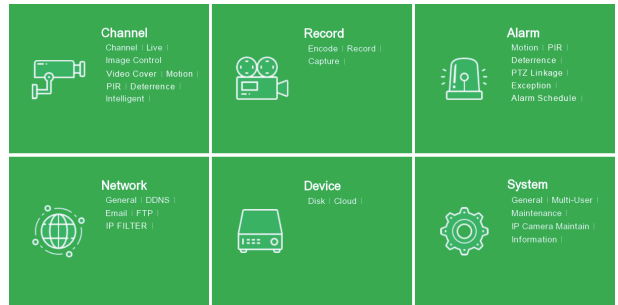 Channel
Channel | Live |
Image Control
Video Cover | Motion |
PIR | Deterrence |
Intelligent |
Record
Encode | Record |
Capture |
Alarm
Motion | PIR |
Deterrence |
PTZ Linkage |
Exception |
Alarm Schedule |
Network
General | DDNS |
Email | FTP |
IP FILTER |
Device
Disk | Cloud |
System
General | Multi-User |
Maintenance |
IP Camera Maintain |
Information |